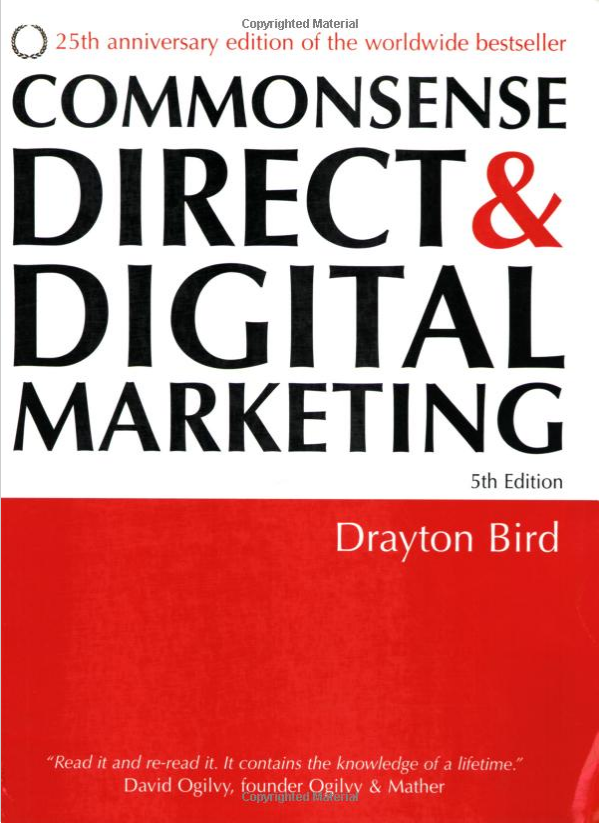 Copyrighted Material
25th anniversary edition of the worldwide bestseller
COMMONSENSE
DIRECT &
DIGITAL
MARKETING
5th Edition
Drayton Bird
“Read it and re-read it. It contains the knowledge of a lifetime.”
David Ogilvy, founder Ogilvy & Mather
Copyrighted Material